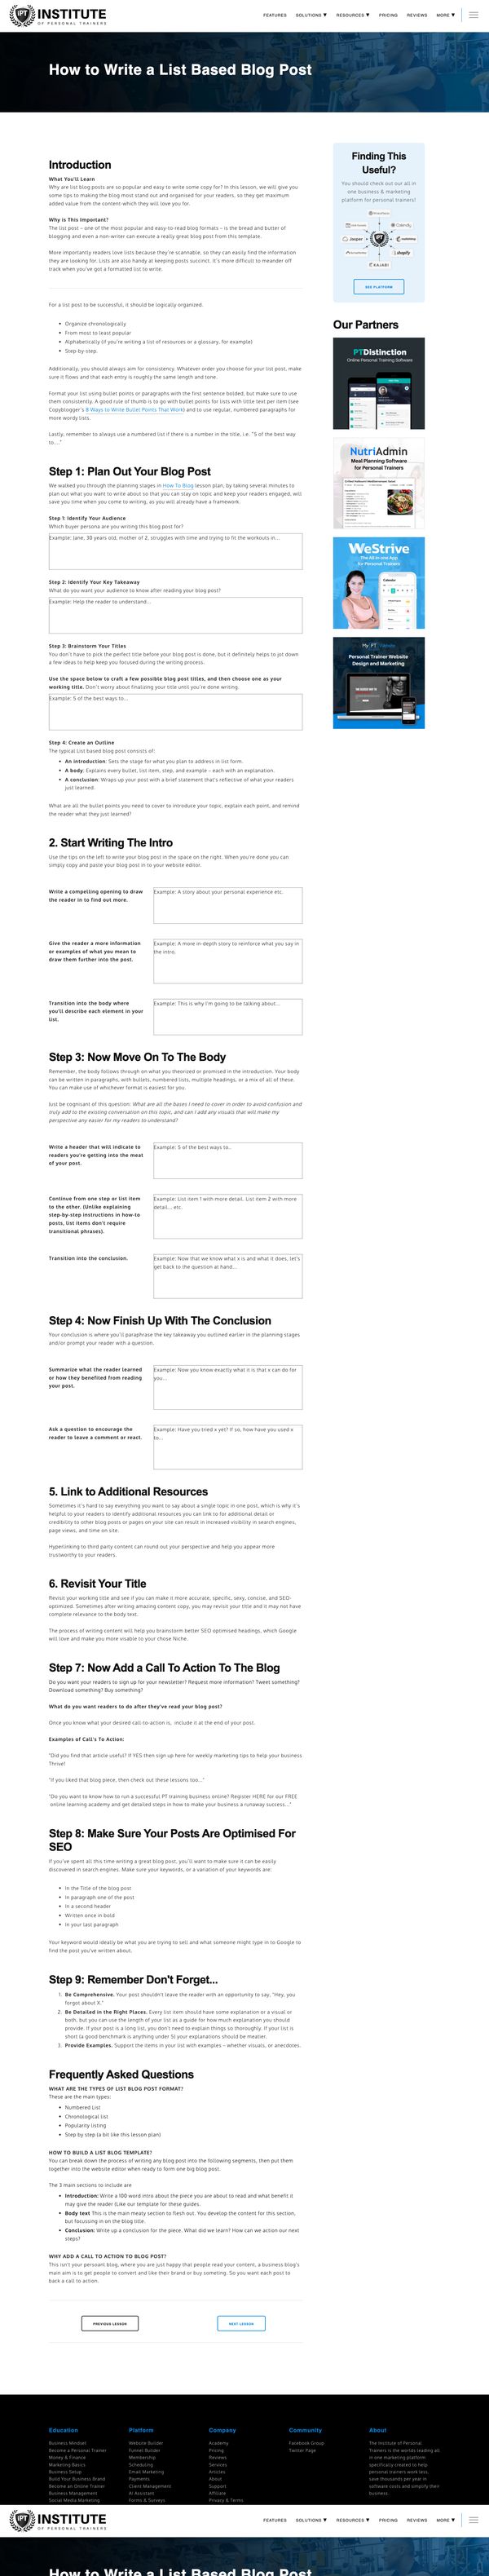 INSTITUTE
OF PERSONAL TRAINERS
FEATURES SOLUTIONS ▼ RESOURCES ▼ PRICING REVIEWS MORE ▼
How to Write a List Based Blog Post
Introduction
What You'll Learn
Why are list blog posts are so popular and easy to write some copy for? In this lesson, we will give you
some tips to making the blog most stand out and organised for your readers, so they get maximum
added value from the content which they will love you for.
Why is This Important?
The list post – one of the most popular and easy to read blog formats – is the bread and butter of
blogging and even a non-writer can execute a really great blog post from this template.
More importantly readers love lists because they're scannable, so they can easily find the information
they are looking for. Lists are also handy at keeping posts succinct. It's more difficult to meander off
track when you've got a formatted list to write.
For a list post to be successful, it should be logically organized.
• Organize chronologically
• From most to least popular
• Alphabetically (if you're writing a list of resources or a glossary, for example)
• Step-by-step.
Additionally, you should always aim for consistency. Whatever order you choose for your list post, make
sure it flows and that each entry is roughly the same length and tone.
Format your list using bullet points or paragraphs with the first sentence bolded, but make sure to use
them consistently. A good rule of thumb is to go with bullet points for lists with little text per item (see
Copyblogger's 8 Ways to Write Bullet Points That Work) and to use regular, numbered paragraphs for
more wordy lists.
Lastly, remember to always use a numbered list if there is a number in the title, i.e. "5 of the best way
to...."
Step 1: Plan Out Your Blog Post
We walked you through the planning stages in How To Blog lesson plan, by taking several minutes to
plan out what you want to write about so that you can stay on topic and keep your readers engaged, will
save you time when you come to writing, as you will already have a framework.
Step 1: Identify Your Audience
Which buyer persona are you writing this blog post for?
Example: Jane, 38 years old, mother of 2, struggles with time and trying to fit the workouts in...
Step 2: Identify Your Key Takeaway
What do you want your audience to know after reading your blog post?
Example: Help the reader to understand...
Step 3: Brainstorm Your Titles
You don't have to pick the perfect title before your blog post is done, but it definitely helps to jot down
a few ideas to help keep you focused during the writing process.
Use the space below to craft a few possible blog post titles, and then choose one as your
working title. Don't worry about finalizing your title until you're done writing.
Example: 5 of the best ways to...
Step 4: Create an Outline
The typical List based blog post consists of:
• An introduction: Sets the stage for what you plan to address in list form.
• A body. Explains every bullet, list item, step, and example – each with an explanation.
• A conclusion: Wraps up your post with a brief statement that's reflective of what your readers
just learned.
What are all the bullet points you need to cover to introduce your topic, explain each point, and remind
the reader what they just learned?
2. Start Writing The Intro
Use the tips on the left to write your blog post in the space on the right. When you're done you can
simply copy and paste your blog post in to your website editor.
Write a compelling opening to draw
the reader in to find out more.
Example: A story about your personal experience etc.
Give the reader a more information
or examples of what you mean to
draw them further into the post.
Example: A more in-depth story to reinforce what you say in
the intro.
Transition into the body where
you'll describe each element in your
list.
Example: This is why I'm going to be talking about...
Step 3: Now Move On To The Body
Remember, the body follows through on what you theorized or promised in the introduction. Your body
can be written in paragraphs, with bullets, numbered lists, multiple headings, or a mix of all of these.
You can make use of whichever format is easiest for you.
Just be cognisant of this question: What are all the bases I need to cover in order to avoid confusion and
truly add to the existing conversation on this topic, and can I add any visuals that will make my
perspective any easier for my readers to understand?
Write a header that will indicate to
readers you're getting into the meat
of your post.
Example: 5 of the best ways to..
Continue from one step or list item
to the other. (Unlike explaining
step-by-step instructions in how-to
posts, list items don't require
transitional phrases).
Example: List item 1 with more detail. List item 2 with more
detail... etc.
Transition into the conclusion.
Example: Now that we know what x is and what it does, let's
get back to the question at hand...
Step 4: Now Finish Up With The Conclusion
Your conclusion is where you'll paraphrase the key takeaway you outlined earlier in the planning stages
and/or prompt your reader with a question.
Summarize what the reader learned
or how they benefited from reading
your post.
Example: Now you know exactly what it is that x can do for
you...
Ask a question to encourage the
reader to leave a comment or react.
Example: Have you tried x yet? If so, how have you used x
to...
5. Link to Additional Resources
Sometimes it's hard to say everything you want to say about a single topic in one post, which is why it's
helpful to your readers to identify additional resources you can link to for additional detail or
credibility to other blog posts or pages on your site can result in increased visibility in search engines,
page views, and time on-site.
Hyperlinking to third party content can round out your perspective and help you appear more
trustworthy to your readers.
6. Revisit Your Title
Revisit your working title and see if you can make it more accurate, specific, sexy, concise, and SEO-
optimized. Sometimes after writing amazing content copy, you may revisit your title and it may not have
complete relevance to the body text.
The process of writing content will help you brainstorm better SEO optimised headings, which Google
will love and make you more visable to your chose Niche.
Step 7: Now Add a Call To Action To The Blog
Do you want your readers to sign up for your newsletter? Request more information? Tweet something?
Download something? Buy something?
What do you want readers to do after they've read your blog post?
Once you know what your desired call-to-action is, include it at the end of your post.
Examples of Call's To Action:
"Did you find that article useful? If YES then sign up here for weekly marketing tips to help your business
Thrive!
"If you liked that blog piece, then check out these lessons too..."
"Do you want to know how to run a successful PT training business online? Register HERE for our FREE
online learning academy and get detailed steps in how to make your business a runaway success..."
Step 8: Make Sure Your Posts Are Optimised For
SEO
If you've spent all this time writing a great blog post, you'll want to make sure it can be easily
discovered in search engines. Make sure your keywords, or a variation of your keywords are:
• In the Title of the blog post
• In paragraph one of the post
• In a second header
• Written once in bold
• In your last paragraph
Your keyword would ideally be what you are trying to sell and what someone might type in to Google to
find the post you've written about.
Step 9: Remember Don't Forget...
1. Be Comprehensive. Your post shouldn't leave the reader with an opportunity to say, "Hey, you
forgot about X."
2. Be Detailed in the Right Places. Every list item should have some explanation or a visual or
both, but you can use the length of your list as a guide for how much explanation you should
provide. If your post is a long list, you don't need to explain things so thoroughly. If your list is
short (a good benchmark is anything under 5) your explanations should be meatier.
3. Provide Examples. Support the items in your list with examples – whether visuals, or anecdotes.
Frequently Asked Questions
WHAT ARE THE TYPES OF LIST BLOG POST FORMAT?
These are the main types:
• Numbered List
• Chronological list
• Popularity listing
• Step by step (a bit like this lesson plan)
HOW TO BUILD A LIST BLOG TEMPLATE?
You can break down the process of writing any blog post into the following segments, then put them
together into the website editor when ready to form one big blog post.
The 3 main sections to include are
• Introduction: Write a 100 word intro about the piece you are about to read and what benefit it
may give the reader (Like our template for these guides.
• Body text This is the main meaty section to flesh out. You develop the content for this section,
but focussing in on the blog title.
• Conclusion: Write up a conclusion for the piece. What did we learn? How can we action our next
steps?
WHY ADD A CALL TO ACTION TO BLOG POST?
This isn't your persoanl blog, where you are just happy that people read your content, a business blog's
main aim is to get people to convert and like their brand or buy someting. So you want each post to
back a call to action.
PREVIOUS LESSON
NEXT LESSON
Finding This
Useful?
You should check out our all in
one business & marketing
platform for personal trainers!
Jasper
shopify
KAJABI
SEE PLATFORM
Our Partners
PTDistinction
Online Personal Training Software
NutriAdmin
Meal Planning Software
for Personal Trainers
WeStrive
The All in one App
for Personal Trainers
My PT
Personal Trainer Website
Design and Marketing
Education
Business Mindset
Become a Personal Trainer
Money & Finance
Marketing Basics
Business Setup
Build Your Business Brand
Become an Online Trainer
Business Management
Social Media Marketing
Platform
Website Builder
Funnel Builder
Membership
Scheduling
Email Marketing
Payments
Client Management
AI Assistant
Forms & Surveys
Company
Academy
Pricing
Reviews
Services
Articles
About
Support
Affiliate
Privacy & Terms
Community
Facebook Group
Twitter Page
About
The Institute of Personal
Trainers is the worlds leading all
in one marketing platform
specifically created to help
personal trainers work less,
save thousands per year in
software costs and simplify their
business.
INSTITUTE
OF PERSONAL TRAINERS
FEATURES SOLUTIONS ▼ RESOURCES ▼ PRICING REVIEWS MORE ▼
How to Write a List Based Blog Post